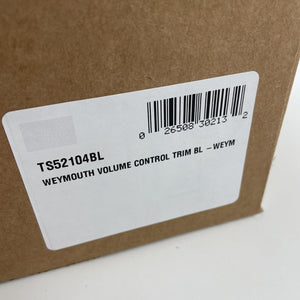 0 26508 30213 2
TS52104BL
WEYMOUTH VOLUME CONTROL TRIM BL -WEYM